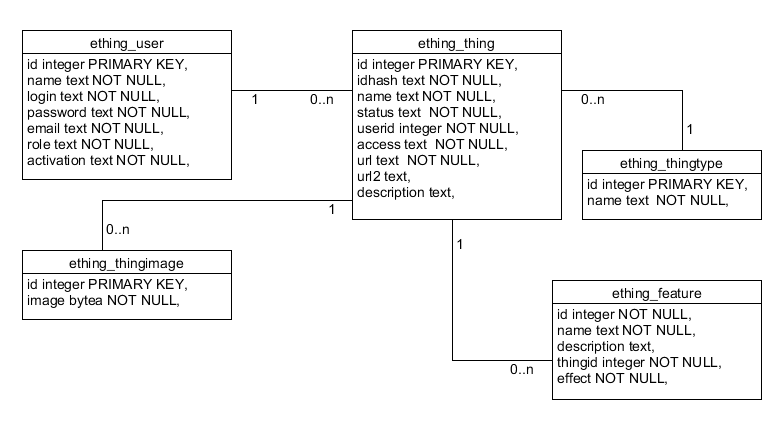 ething_user
id integer PRIMARY KEY,
name text NOT NULL,
login text NOT NULL,
password text NOT NULL,
email text NOT NULL,
role text NOT NULL,
activation text NOT NULL,
1
0..n
ething_thing
id integer PRIMARY KEY,
idhash text NOT NULL,
name text NOT NULL,
status text  NOT NULL,
userid integer NOT NULL,
access text  NOT NULL,
url text  NOT NULL,
url2 text,
description text,
0..n
1
ething_thingtype
id integer PRIMARY KEY,
name text  NOT NULL,
1
0..n
ething_thingimage
id integer PRIMARY KEY,
image bytea NOT NULL,
1
0..n
ething_feature
id integer NOT NULL,
name text NOT NULL,
description text,
thingid integer NOT NULL,
effect NOT NULL,